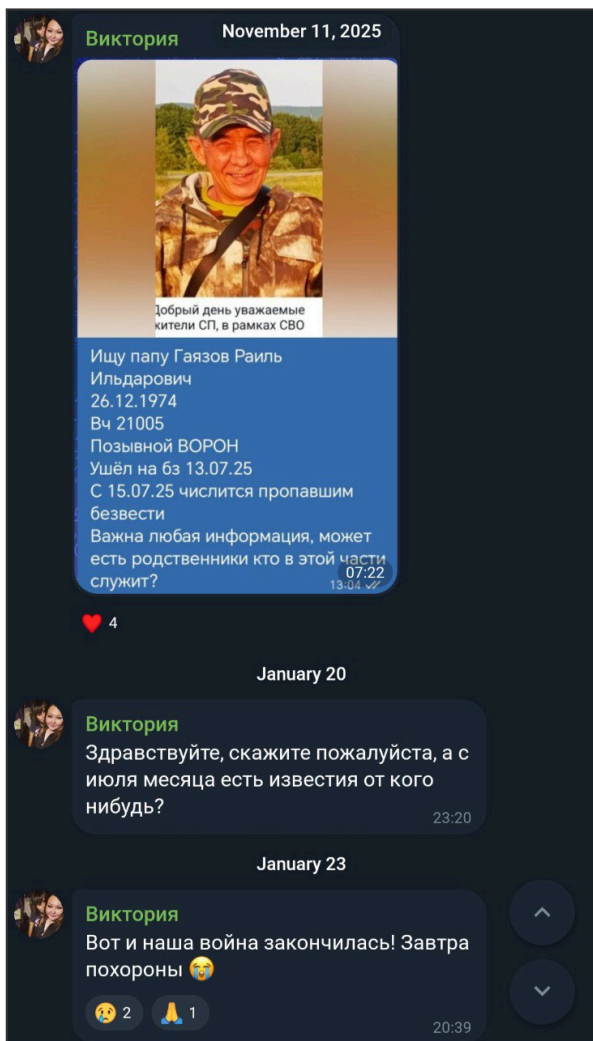 Виктория
November 11, 2025
Добрый день уважаемые
жители СП, в рамках СВО
Ищу папу Гаязов Раиль
Ильдарович
26.12.1974
Вч 21005
Позывной ВОРОН
Ушёл на бз 13.07.25
С 15.07.25 числится пропавшим
безвести
Важна любая информация, может
есть родственники кто в этой части
служит?
13:04
07:22
4
January 20
Виктория
Здравствуйте, скажите пожалуйста, а с
июля месяца есть известия от кого
нибудь?
23:20
January 23
Виктория
Вот и наша война закончилась! Завтра
похороны 😭
😢 2 🙏 1
20:39